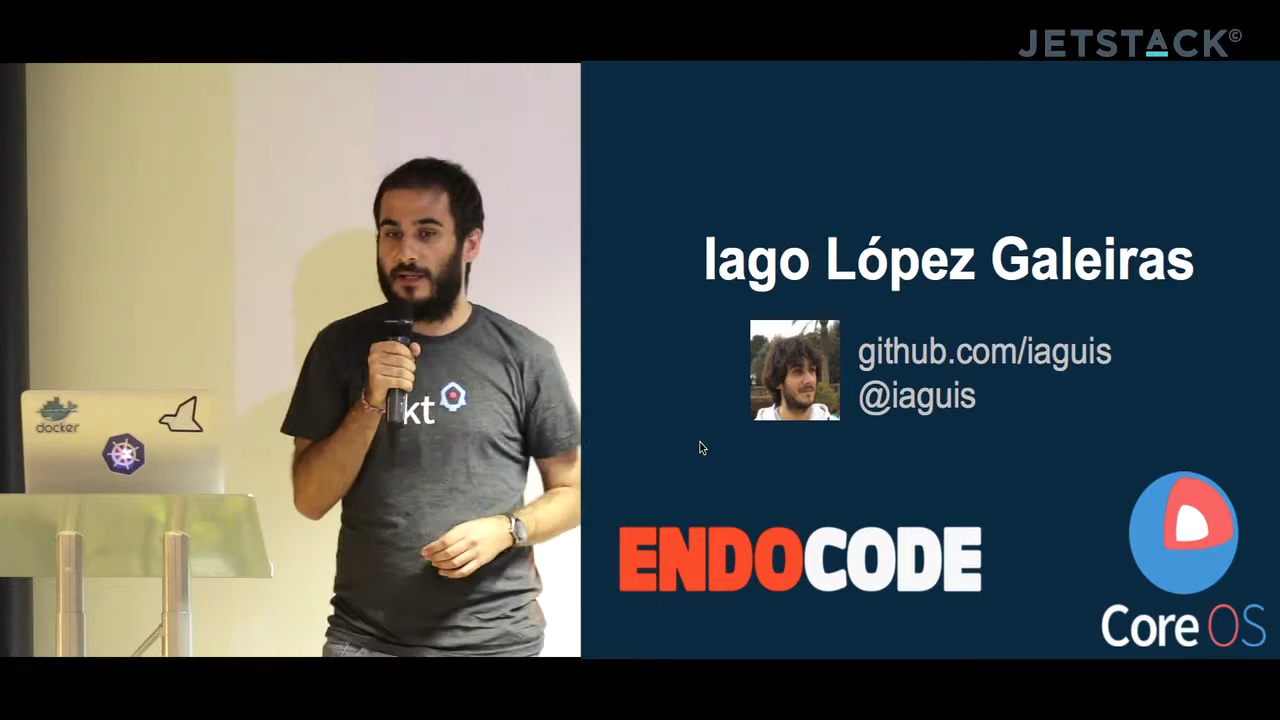 JETSTACK©
Iago López Galeiras
github.com/iaguis
@iaguis
docker
kt
ENDOCODE
Core OS